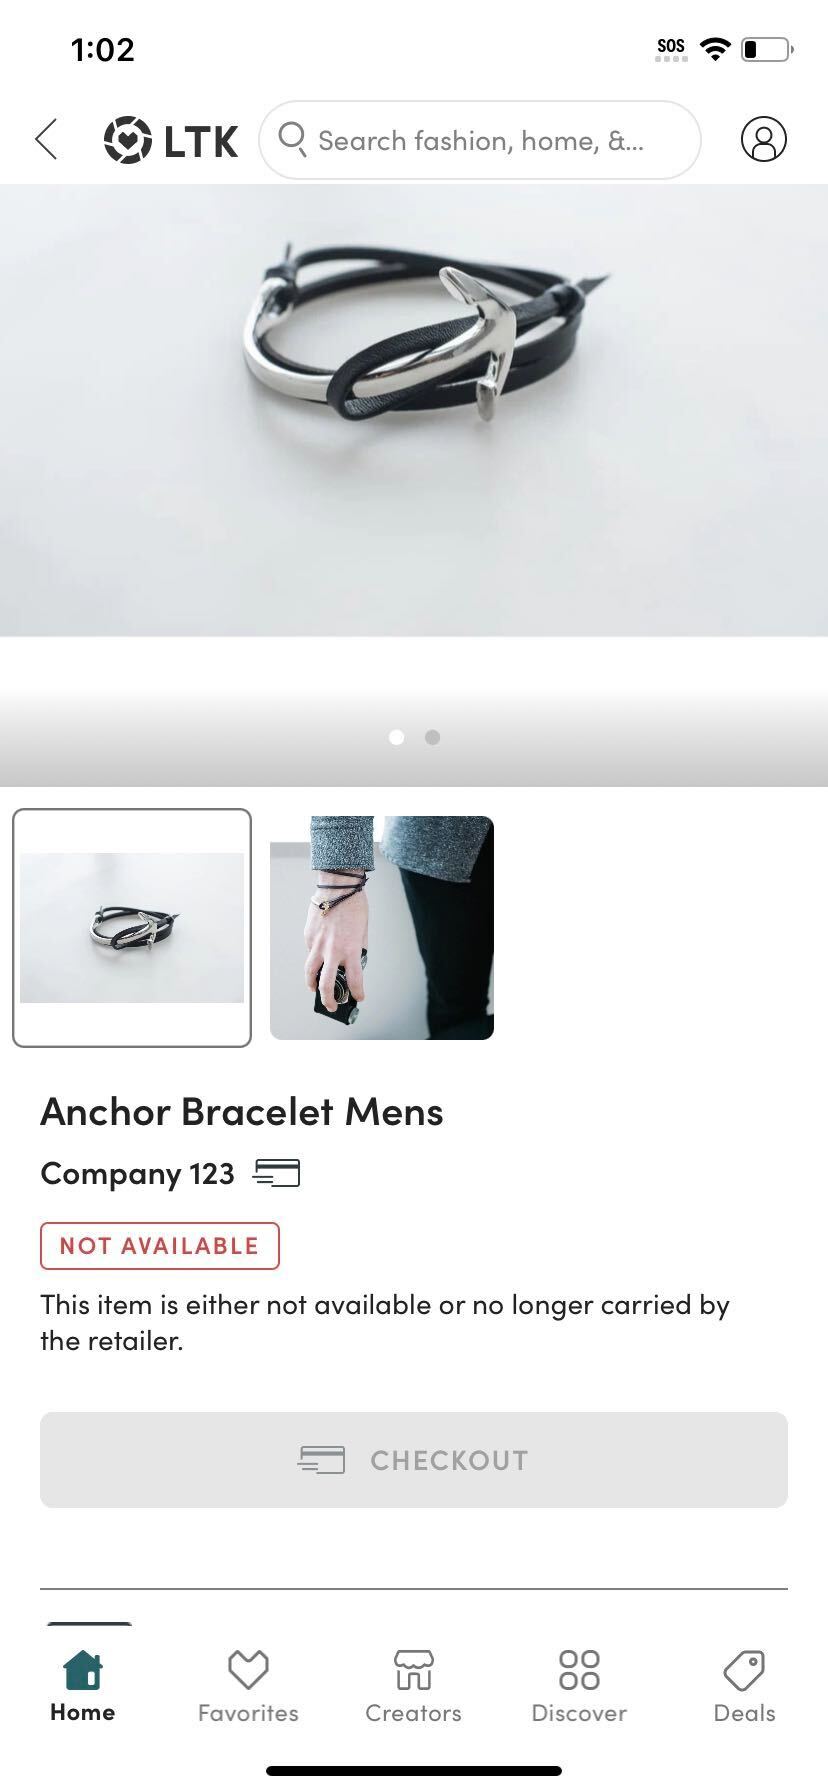 1:02
SOS
LTK
Search fashion, home, &...
Anchor Bracelet Mens
Company 123
NOT AVAILABLE
This item is either not available or no longer carried by
the retailer.
CHECKOUT
Home
Favorites
Creators
Discover
Deals